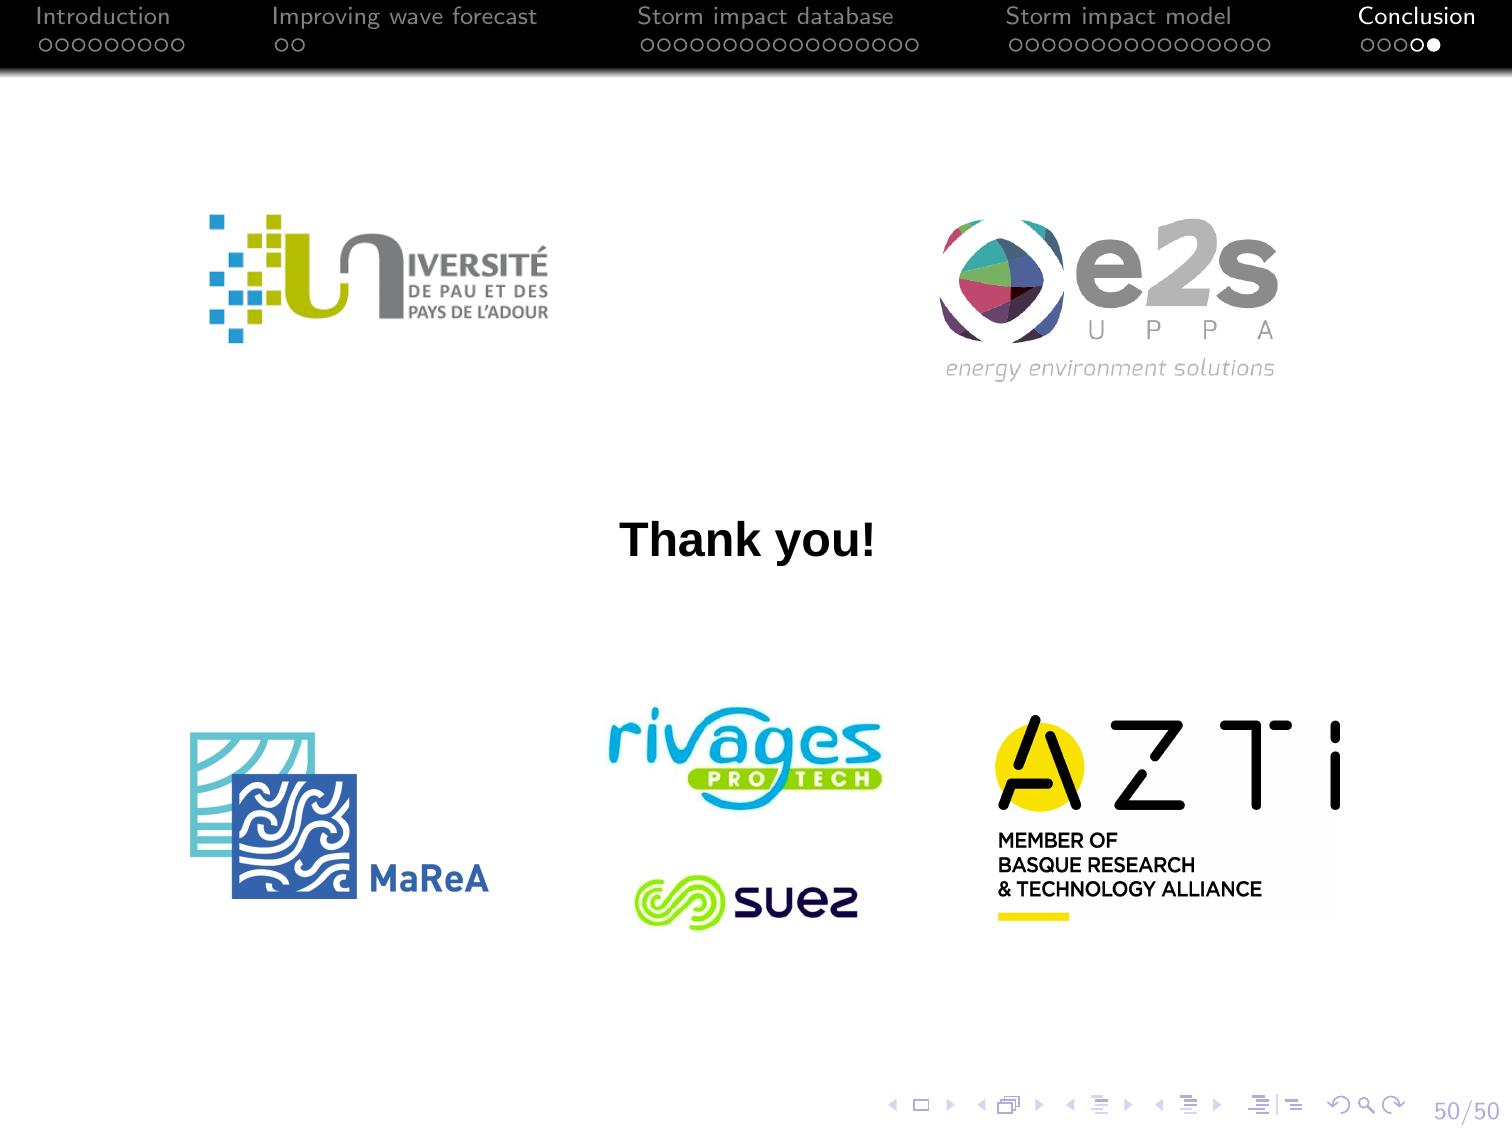 Introduction
Improving wave forecast
Storm impact database
Storm impact model
Conclusion
UNIVERSITÉ
DE PAU ET DES
PAYS DE L'ADOUR
e2s
UPPA
energy environment solutions
Thank you!
MaReA
rivages
PRO TECH
suez
AZTi
MEMBER OF
BASQUE RESEARCH
& TECHNOLOGY ALLIANCE
50/50